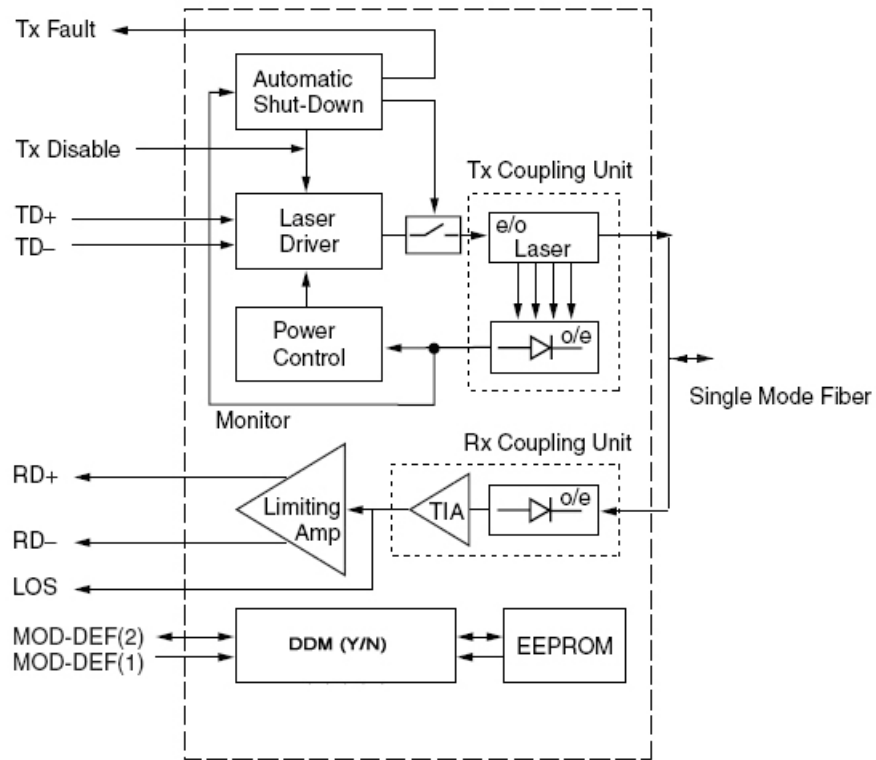 Tx Fault
Automatic
Shut-Down
Tx Disable
Tx Coupling Unit
TD+
TD–
Laser
Driver
e/o
Laser
Power
Control
o/e
Monitor
Single Mode Fiber
Rx Coupling Unit
RD+
RD–
Limiting
Amp
TIA
o/e
LOS
MOD-DEF(2)
MOD-DEF(1)
DDM (Y/N)
EEPROM